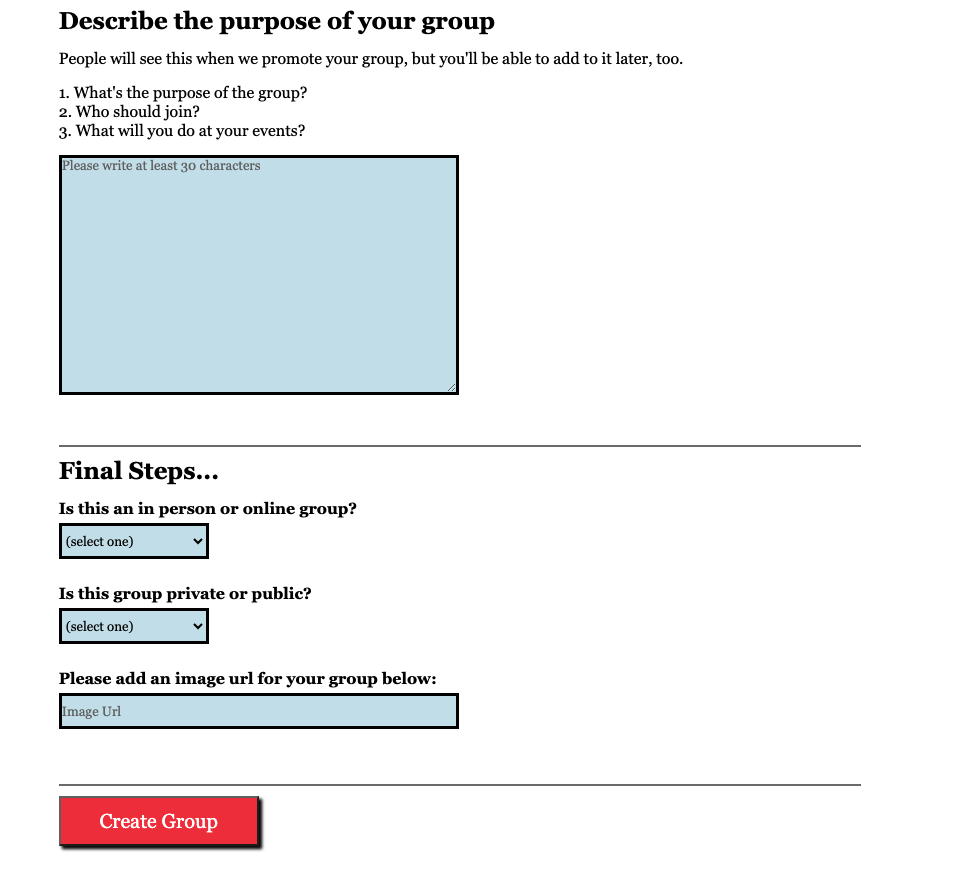 Describe the purpose of your group
People will see this when we promote your group, but you'll be able to add to it later, too.
1. What's the purpose of the group?
2. Who should join?
3. What will you do at your events?
Please write at least 30 characters
Final Steps...
Is this an in person or online group?
(select one)
Is this group private or public?
(select one)
Please add an image url for your group below:
Image Url
Create Group